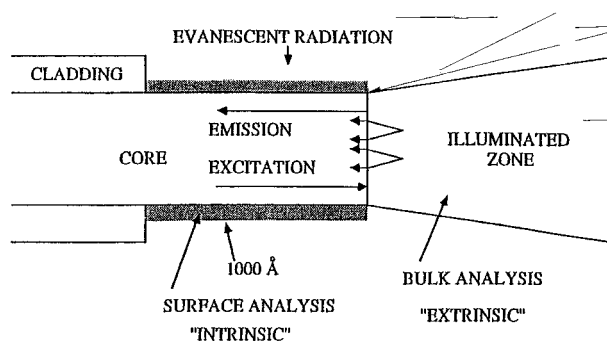 EVANESCENT RADIATION
CLADDING
EMISSION
CORE
EXCITATION
ILLUMINATED
ZONE
1000 Å
SURFACE ANALYSIS
"INTRINSIC"
BULK ANALYSIS
"EXTRINSIC"